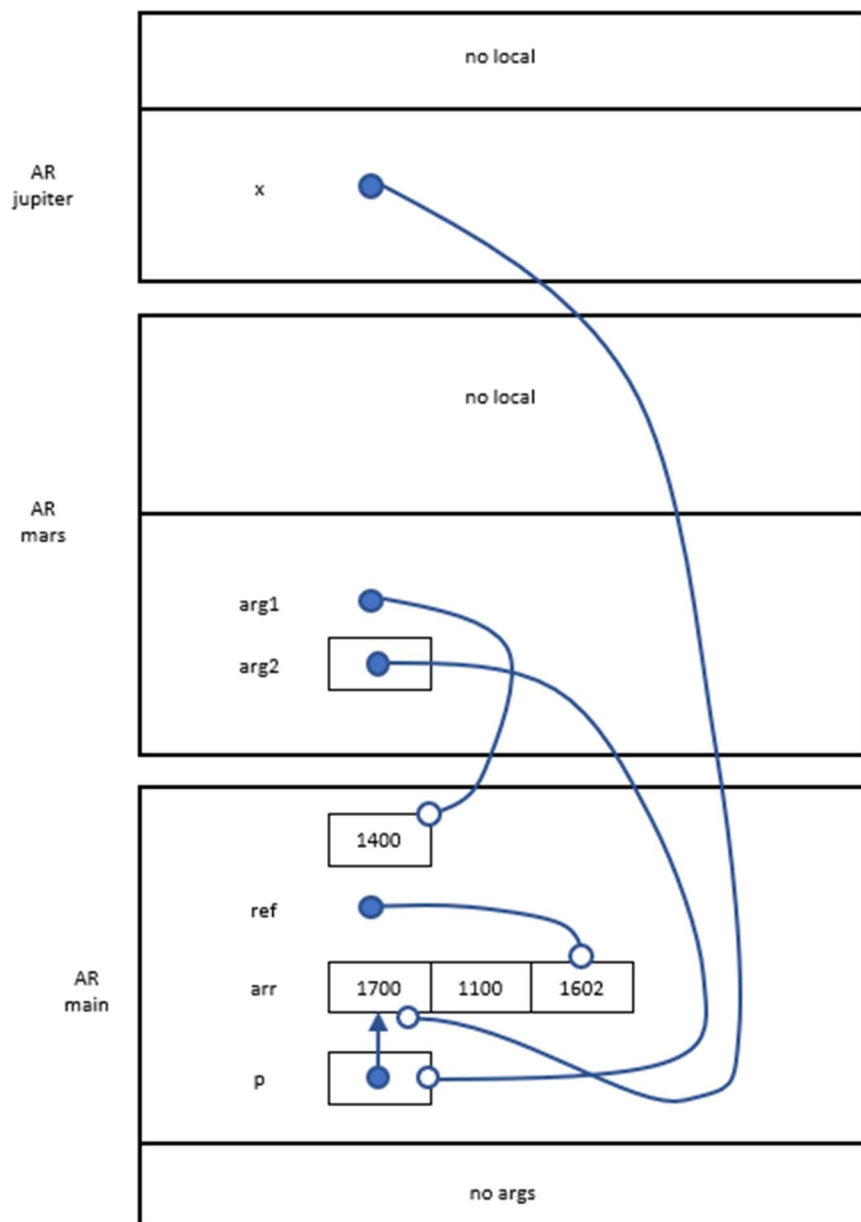 no local
AR
jupiter
x
no local
AR
mars
arg1
arg2
1400
ref
AR
main
arr
1700 1100 1602
p
no args